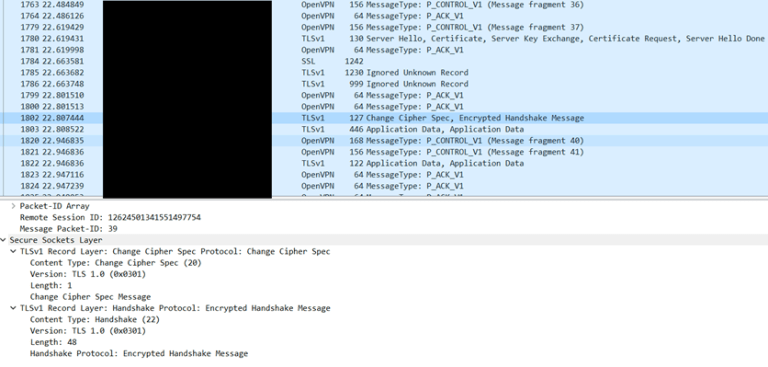 1763 22.484849 OpenVPN 156 MessageType: P_CONTROL_V1 (Message fragment 36)
1764 22.486126 OpenVPN 64 MessageType: P_ACK_V1
1779 22.619429 OpenVPN 156 MessageType: P_CONTROL_V1 (Message fragment 37)
1780 22.619431 TLSv1 130 Server Hello, Certificate, Server Key Exchange, Certificate Request, Server Hello Done
1781 22.619998 OpenVPN 64 MessageType: P_ACK_V1
1784 22.663581 SSL 1242
1785 22.663682 TLSv1 1230 Ignored Unknown Record
1786 22.663748 TLSv1 999 Ignored Unknown Record
1799 22.801510 OpenVPN 64 MessageType: P_ACK_V1
1800 22.801513 OpenVPN 64 MessageType: P_ACK_V1
1802 22.807444 TLSv1 127 Change Cipher Spec, Encrypted Handshake Message
1803 22.808522 TLSv1 446 Application Data, Application Data
1820 22.946835 OpenVPN 168 MessageType: P_CONTROL_V1 (Message fragment 40)
1821 22.946836 OpenVPN 156 MessageType: P_CONTROL_V1 (Message fragment 41)
1822 22.946836 TLSv1 122 Application Data, Application Data
1823 22.947116 OpenVPN 64 MessageType: P_ACK_V1
1824 22.947239 OpenVPN 64 MessageType: P_ACK_V1
Packet-ID Array
Remote Session ID: 12624501341551497754
Message Packet-ID: 39
Secure Sockets Layer
TLSv1 Record Layer: Change Cipher Spec Protocol: Change Cipher Spec
Content Type: Change Cipher Spec (20)
Version: TLS 1.0 (0x0301)
Length: 1
Change Cipher Spec Message
TLSv1 Record Layer: Handshake Protocol: Encrypted Handshake Message
Content Type: Handshake (22)
Version: TLS 1.0 (0x0301)
Length: 48
Handshake Protocol: Encrypted Handshake Message